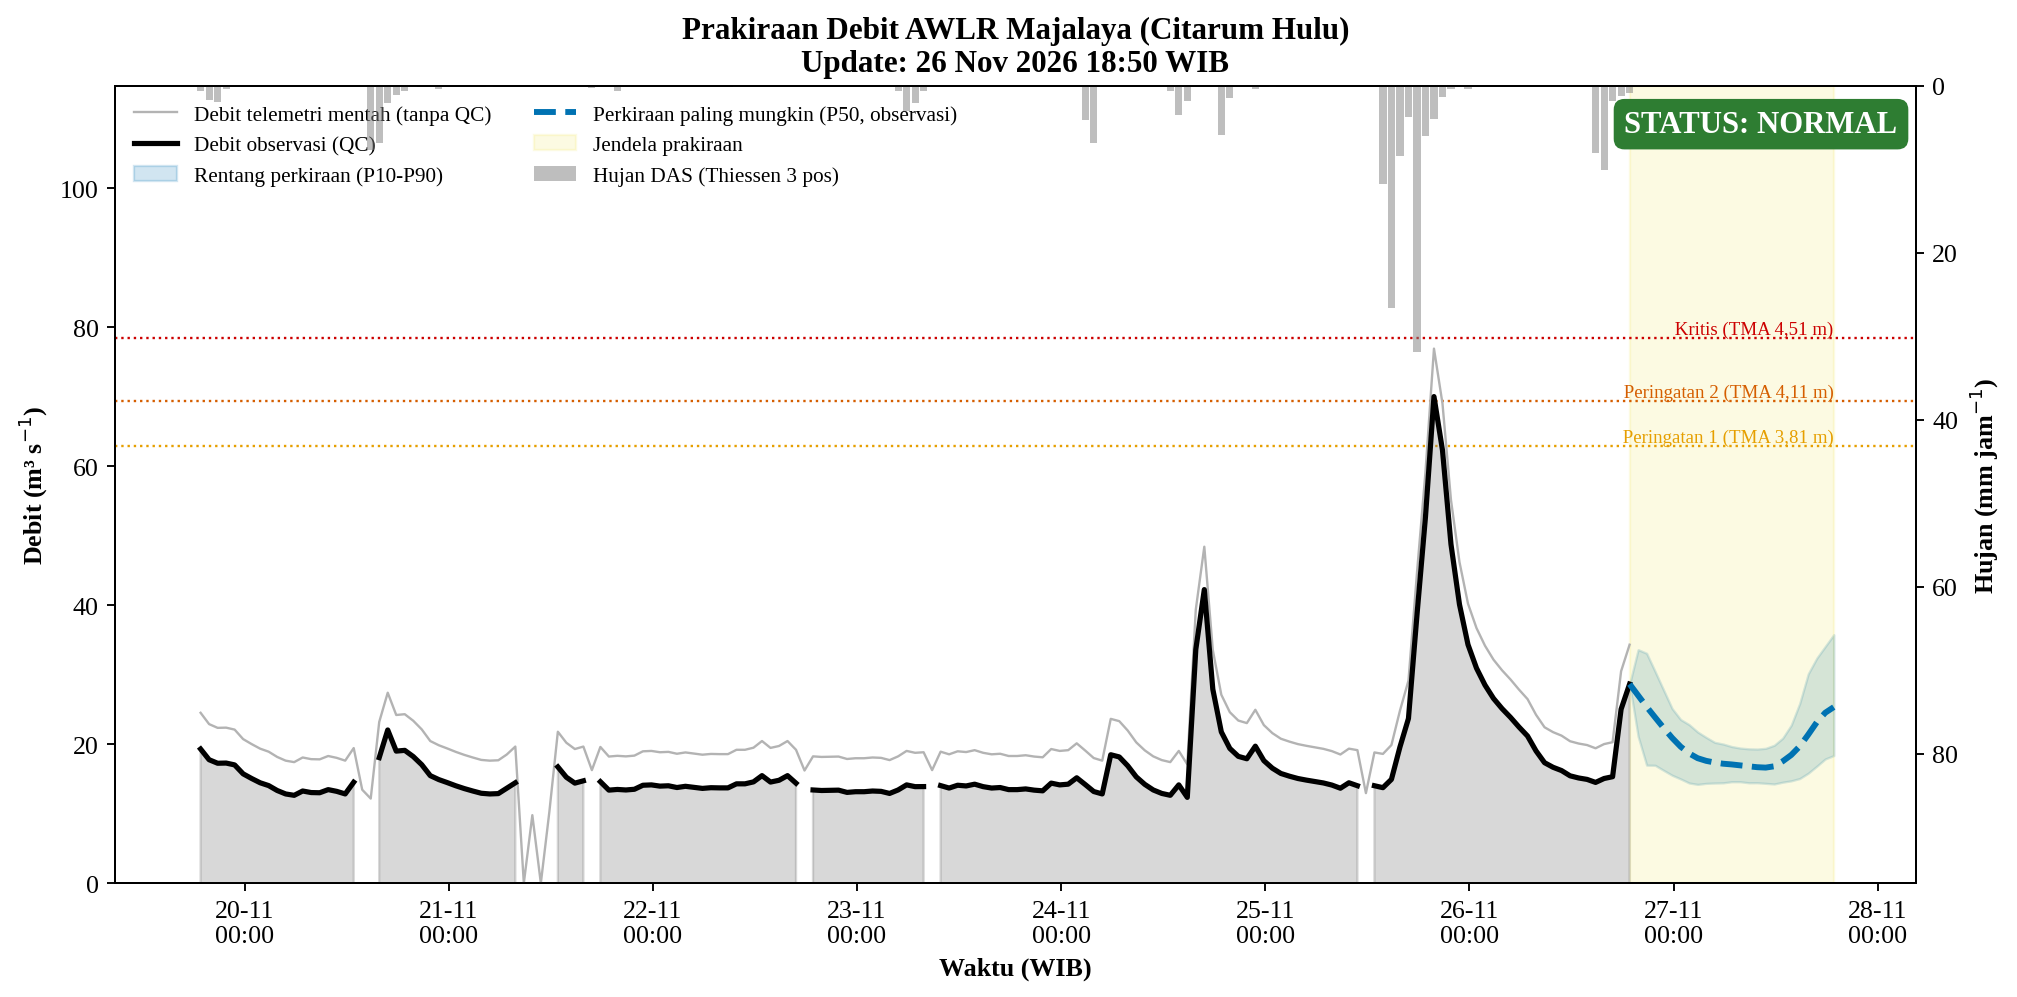 Prakiraan Debit AWLR Majalaya (Citarum Hulu)
Update: 26 Nov 2026 18:50 WIB
Debit telemetri mentah (tanpa QC)
Debit observasi (QC)
Rentang perkiraan (P10-P90)
Perkiraan paling mungkin (P50, observasi)
Jendela prakiraan
Hujan DAS (Thiessen 3 pos)
STATUS: NORMAL
Kritis (TMA 4,51 m)
Peringatan 2 (TMA 4,11 m)
Peringatan 1 (TMA 3,81 m)
Debit (m³ s⁻¹)
100
80
60
40
20
0
Hujan (mm jam⁻¹)
0
20
40
60
80
20-11
00:00
21-11
00:00
22-11
00:00
23-11
00:00
24-11
00:00
25-11
00:00
26-11
00:00
27-11
00:00
28-11
00:00
Waktu (WIB)